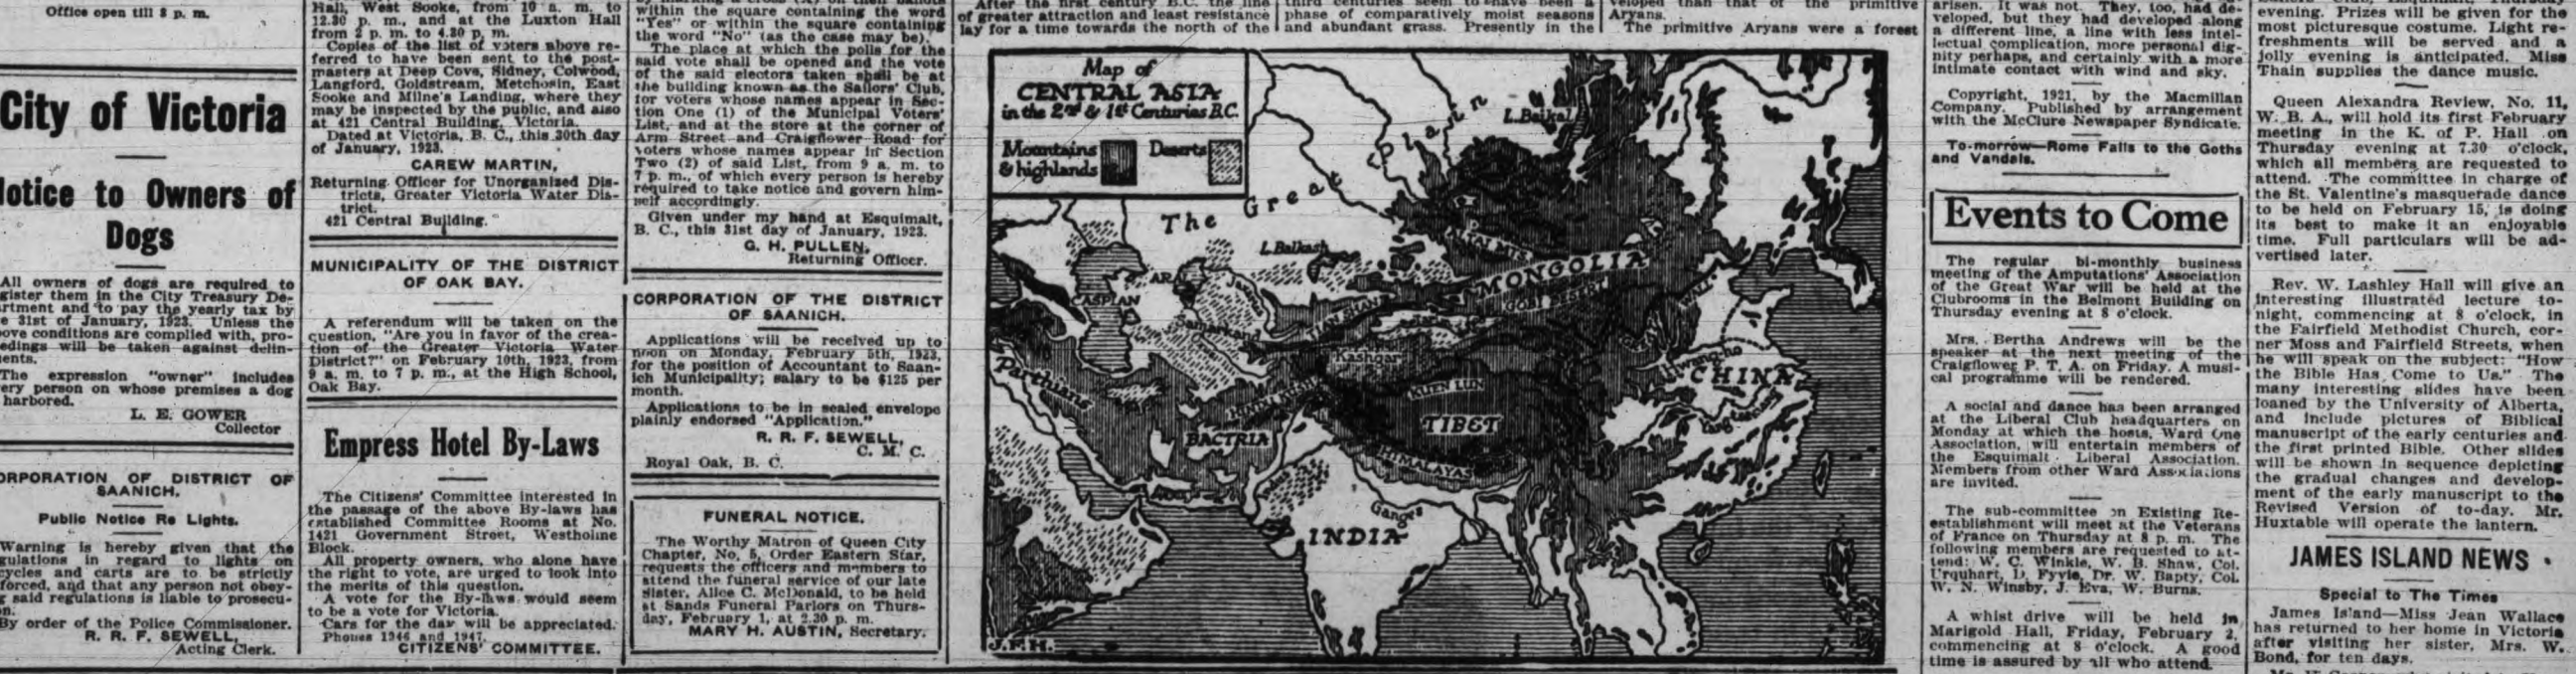 Office open till 8 p. m.
City of Victoria
Notice to Owners of
Dogs
All owners of dogs are required to
gister them in the City Treasury De-
artment and to pay the yearly tax by
e 31st of January, 1923. Unless the
ove conditions are complied with, pro-
edings will be taken against delin-
ents.
The expression "owner" includes
ery person on whose premises a dog
harbored.
L. E. GOWER
Collector
ORPORATION OF DISTRICT OF
SAANICH.
Public Notice Re Lights.
Warning is hereby given that the
gulations in regard to lights on
cycles and carts are to be strictly
forced, and that any person not obey-
g said regulations is liable to prosecu-
n.
By order of the Police Commissioner.
R. R. F. SEWELL,
Acting Clerk.
Hall, West Sooke, from 10 a. m. to
12.30 p. m., and at the Luxton Hall
from 2 p. m. to 4.30 p. m.
Copies of the list of voters above re-
ferred to have been sent to the post-
masters at Deep Cove, Sidney, Colwood,
Langford, Goldstream, Metchosin, East
Sooke and Milne's Landing, where they
may be inspected by the public, and also
at 421 Central Building, Victoria.
Dated at Victoria, B. C., this 30th day
of January, 1923.
CAREW MARTIN,
Returning Officer for Unorganized Dis-
tricts, Greater Victoria Water Dis-
trict.
421 Central Building.
MUNICIPALITY OF THE DISTRICT
OF OAK BAY.
A referendum will be taken on the
question, "Are you in favor of the crea-
tion of the Greater Victoria Water
District?" on February 10th, 1923, from
9 a. m. to 7 p. m., at the High School,
Oak Bay.
Empress Hotel By-Laws
The Citizens' Committee interested in
the passage of the above By-laws has
established Committee Rooms at No.
1421 Government Street, Westholme
Block.
All property owners, who alone have
the right to vote, are urged to look into
the merits of this question.
A vote for the By-laws would seem
to be a vote for Victoria.
Cars for the day will be appreciated.
Phones 1946 and 1947.
CITIZENS' COMMITTEE.
within the square containing the word
"Yes" or within the square containing
the word "No" (as the case may be).
The place at which the polls for the
said vote shall be opened and the vote
of the said electors taken shall be at
the building known as the Sailors' Club,
for voters whose names appear in Sec-
tion One (1) of the Municipal Voters'
List, and at the store at the corner of
Arm Street and Craigflower Road for
voters whose names appear in Section
Two (2) of said List, from 9 a. m. to
7 p. m., of which every person is hereby
required to take notice and govern him-
self accordingly.
Given under my hand at Esquimalt,
B. C., this 31st day of January, 1923.
G. H. PULLEN,
Returning Officer.
CORPORATION OF THE DISTRICT
OF SAANICH.
Applications will be received up to
noon on Monday, February 5th, 1923,
for the position of Accountant to Saan-
ich Municipality; salary to be $125 per
month.
Applications to be in sealed envelope
plainly endorsed "Application."
R. R. F. SEWELL,
C. M. C.
Royal Oak, B. C.
FUNERAL NOTICE.
The Worthy Matron of Queen City
Chapter, No. 5, Order Eastern Star,
requests the officers and members to
attend the funeral service of our late
Sister, Alice C. McDonald, to be held
at Sands Funeral Parlors on Thurs-
day, February 1, at 2.30 p. m.
MARY H. AUSTIN, Secretary.
After the first century B.C. the line
of greater attraction and least resistance
lay for a time towards the north of the
third centuries seem to have been a
phase of comparatively moist seasons
and abundant grass. Presently in the
veloped than that of the primitive
Aryans.
The primitive Aryans were a forest
Map of
CENTRAL ASIA
in the 2nd & 1st Centuries B.C.
Mountains
& highlands
Deserts
The Great Plain
L. Baikal
L. Balkash
ALTAI MTS
MONGOLIA
GOBI DESERT
GREAT WALL
CASPIAN
ARAL
Jaxartes
Samarkand
TIAN SHAN
Kashgar
Parthians
HINDU KUSH
KUEN LUN
TIBET
Hwang-ho
CHINA
Yang-tse-kiang
BACTRIA
HIMALAYAS
Indus
Ganges
INDIA
J.F.H.
arisen. It was not. They, too, had de-
veloped, but they had developed along
a different line, a line with less intel-
lectual complication, more personal dig-
nity perhaps, and certainly with a more
intimate contact with wind and sky.
Copyright, 1921, by the Macmillan
Company. Published by arrangement
with the McClure Newspaper Syndicate.
To-morrow—Rome Falls to the Goths
and Vandals.
Events to Come
The regular bi-monthly business
meeting of the Amputations' Association
of the Great War will be held at the
Clubrooms in the Belmont Building on
Thursday evening at 8 o'clock.
Mrs. Bertha Andrews will be the
speaker at the next meeting of the
Craigflower P. T. A. on Friday. A musi-
cal programme will be rendered.
A social and dance has been arranged
at the Liberal Club headquarters on
Monday at which the hosts, Ward One
Association, will entertain members of
the Esquimalt Liberal Association.
Members from other Ward Associations
are invited.
The sub-committee on Existing Re-
establishment will meet at the Veterans
of France on Thursday at 8 p. m. The
following members are requested to at-
tend: W. C. Winkle, W. B. Shaw, Col.
Urquhart, D. Fyvie, Dr. W. Bapty, Col.
W. N. Winsby, J. Eva, W. Burns.
A whist drive will be held in
Marigold Hall, Friday, February 2,
commencing at 8 o'clock. A good
time is assured by all who attend.
evening. Prizes will be given for the
most picturesque costume. Light re-
freshments will be served and a
jolly evening is anticipated. Miss
Thain supplies the dance music.
Queen Alexandra Review, No. 11,
W. B. A., will hold its first February
meeting in the K. of P. Hall on
Thursday evening at 7.30 o'clock,
which all members are requested to
attend. The committee in charge of
the St. Valentine's masquerade dance
to be held on February 15, is doing
its best to make it an enjoyable
time. Full particulars will be ad-
vertised later.
Rev. W. Lashley Hall will give an
interesting illustrated lecture to-
night, commencing at 8 o'clock, in
the Fairfield Methodist Church, cor-
ner Moss and Fairfield Streets, when
he will speak on the subject: "How
the Bible Has Come to Us." The
many interesting slides have been
loaned by the University of Alberta,
and include pictures of Biblical
manuscript of the early centuries and
the first printed Bible. Other slides
will be shown in sequence depicting
the gradual changes and develop-
ment of the early manuscript to the
Revised Version of to-day. Mr.
Huxtable will operate the lantern.
JAMES ISLAND NEWS
Special to The Times
James Island—Miss Jean Wallace
has returned to her home in Victoria
after visiting her sister, Mrs. W.
Bond, for ten days.